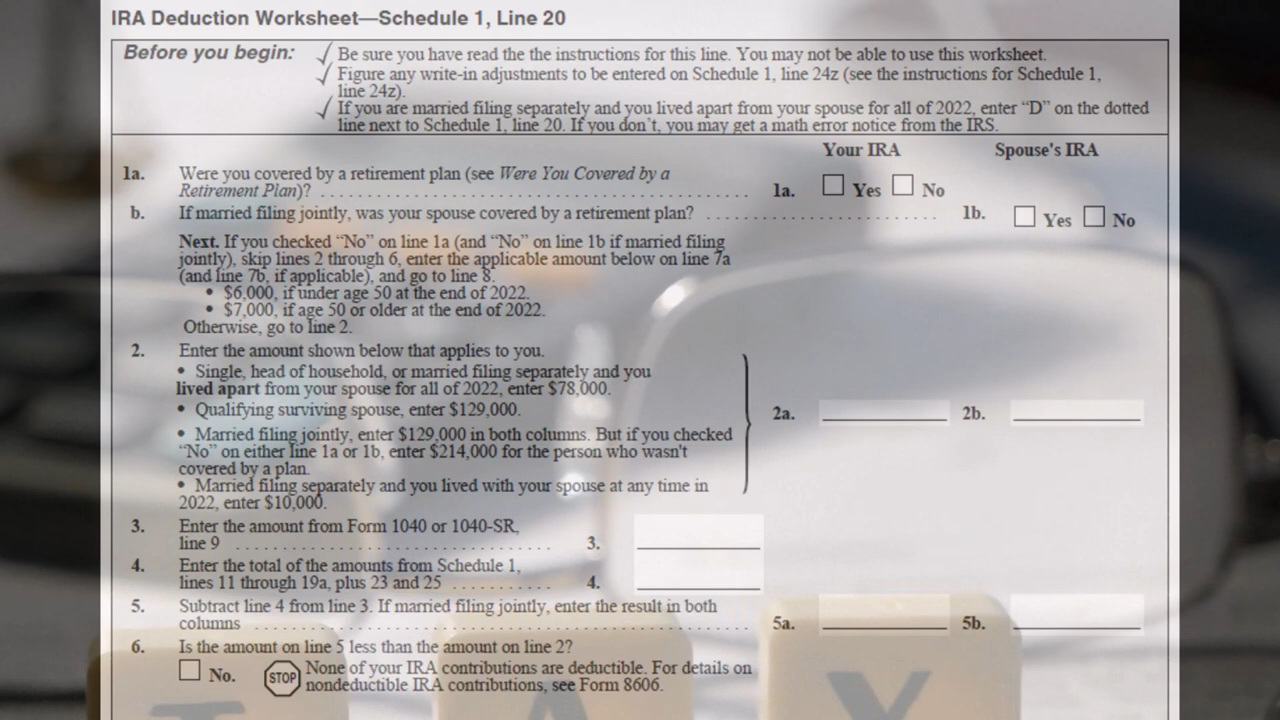 IRA Deduction Worksheet—Schedule 1, Line 20
Before you begin:
Be sure you have read the the instructions for this line. You may not be able to use this worksheet.
Figure any write-in adjustments to be entered on Schedule 1, line 24z (see the instructions for Schedule 1,
line 24z).
If you are married filing separately and you lived apart from your spouse for all of 2022, enter “D” on the dotted
line next to Schedule 1, line 20. If you don’t, you may get a math error notice from the IRS.
Your IRA Spouse's IRA
1a. Were you covered by a retirement plan (see Were You Covered by a
Retirement Plan)? . . . . . . . . . . . . . . . . . . . . . . . . . . . . . . . . . . . . . . . . 1a. Yes No
b. If married filing jointly, was your spouse covered by a retirement plan? . . . . . . . . . . . . . . . . . . . . . 1b. Yes No
Next. If you checked “No” on line 1a (and “No” on line 1b if married filing
jointly), skip lines 2 through 6, enter the applicable amount below on line 7a
(and line 7b, if applicable), and go to line 8.
• $6,000, if under age 50 at the end of 2022.
• $7,000, if age 50 or older at the end of 2022.
Otherwise, go to line 2.
2. Enter the amount shown below that applies to you.
• Single, head of household, or married filing separately and you
lived apart from your spouse for all of 2022, enter $78,000.
• Qualifying surviving spouse, enter $129,000.
2a. 2b.
• Married filing jointly, enter $129,000 in both columns. But if you checked
“No” on either line 1a or 1b, enter $214,000 for the person who wasn't
covered by a plan.
• Married filing separately and you lived with your spouse at any time in
2022, enter $10,000.
3. Enter the amount from Form 1040 or 1040-SR,
line 9 . . . . . . . . . . . . . . . . . . . . . . . . . . . . 3.
4. Enter the total of the amounts from Schedule 1,
lines 11 through 19a, plus 23 and 25 . . . . . . . . . . 4.
5. Subtract line 4 from line 3. If married filing jointly, enter the result in both
columns . . . . . . . . . . . . . . . . . . . . . . . . . . . . . . . . . . . . . . . . . . . . . . 5a. 5b.
6. Is the amount on line 5 less than the amount on line 2?
No. STOP None of your IRA contributions are deductible. For details on
nondeductible IRA contributions, see Form 8606.
T A X